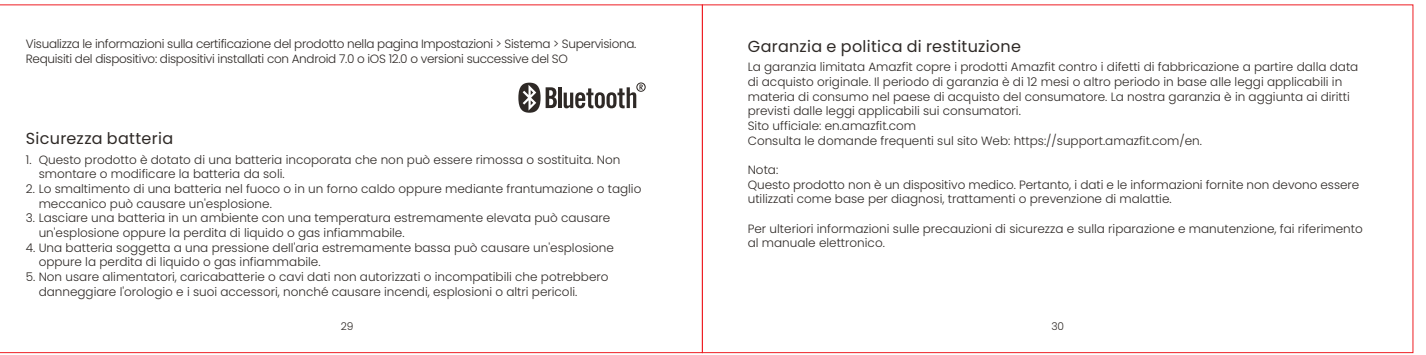 Visualizza le informazioni sulla certificazione del prodotto nella pagina Impostazioni > Sistema > Supervisiona.
Requisiti del dispositivo: dispositivi installati con Android 7.0 o iOS 12.0 o versioni successive del SO
Bluetooth®
Sicurezza batteria
1. Questo prodotto è dotato di una batteria incoporata che non può essere rimossa o sostituita. Non
smontare o modificare la batteria da soli.
2. Lo smaltimento di una batteria nel fuoco o in un forno caldo oppure mediante frantumazione o taglio
meccanico può causare un'esplosione.
3. Lasciare una batteria in un ambiente con una temperatura estremamente elevata può causare
un'esplosione oppure la perdita di liquido o gas infiammabile.
4. Una batteria soggetta a una pressione dell'aria estremamente bassa può causare un'esplosione
oppure la perdita di liquido o gas infiammabile.
5. Non usare alimentatori, caricabatterie o cavi dati non autorizzati o incompatibili che potrebbero
danneggiare l'orologio e i suoi accessori, nonché causare incendi, esplosioni o altri pericoli.
29
Garanzia e politica di restituzione
La garanzia limitata Amazfit copre i prodotti Amazfit contro i difetti di fabbricazione a partire dalla data
di acquisto originale. Il periodo di garanzia è di 12 mesi o altro periodo in base alle leggi applicabili in
materia di consumo nel paese di acquisto del consumatore. La nostra garanzia è in aggiunta ai diritti
previsti dalle leggi applicabili sui consumatori.
Sito ufficiale: en.amazfit.com
Consulta le domande frequenti sul sito Web: https://support.amazfit.com/en.
Nota:
Questo prodotto non è un dispositivo medico. Pertanto, i dati e le informazioni fornite non devono essere
utilizzati come base per diagnosi, trattamenti o prevenzione di malattie.
Per ulteriori informazioni sulle precauzioni di sicurezza e sulla riparazione e manutenzione, fai riferimento
al manuale elettronico.
30